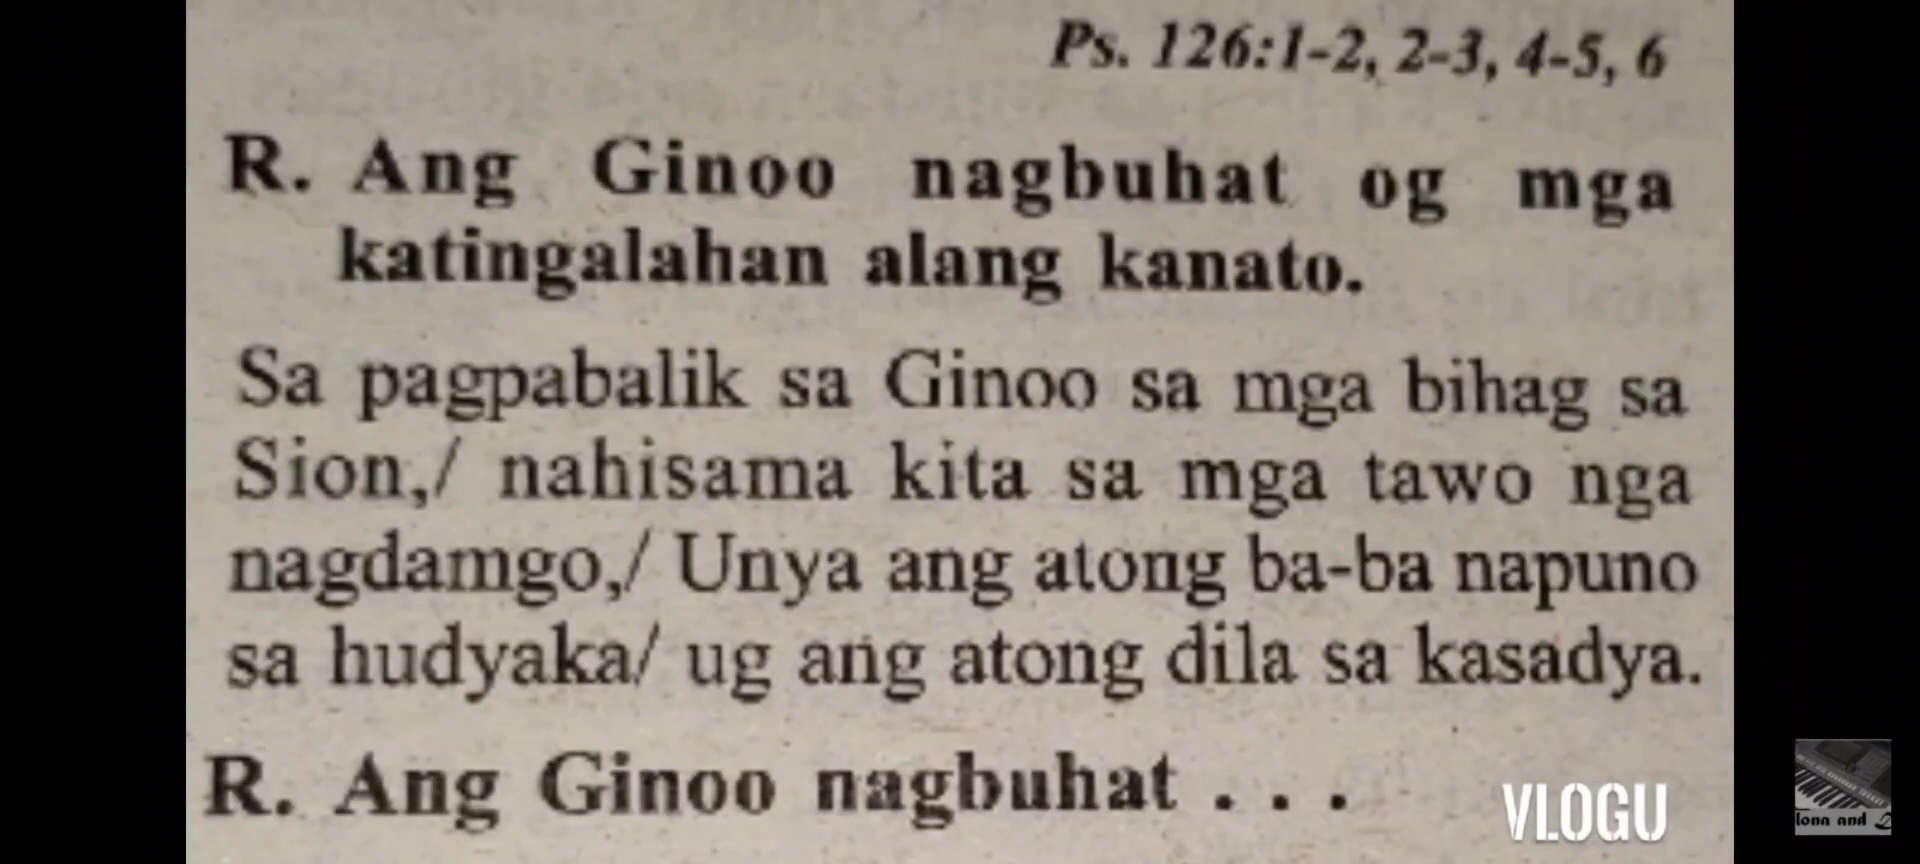 Ps. 126:1-2, 2-3, 4-5, 6
R. Ang Ginoo nagbuhat og mga
katingalahan alang kanato.
Sa pagpabalik sa Ginoo sa mga bihag sa
Sion,/ nahisama kita sa mga tawo nga
nagdamgo,/ Unya ang atong ba-ba napuno
sa hudyaka/ ug ang atong dila sa kasadya.
R. Ang Ginoo nagbuhat . . .
VLOGU
and